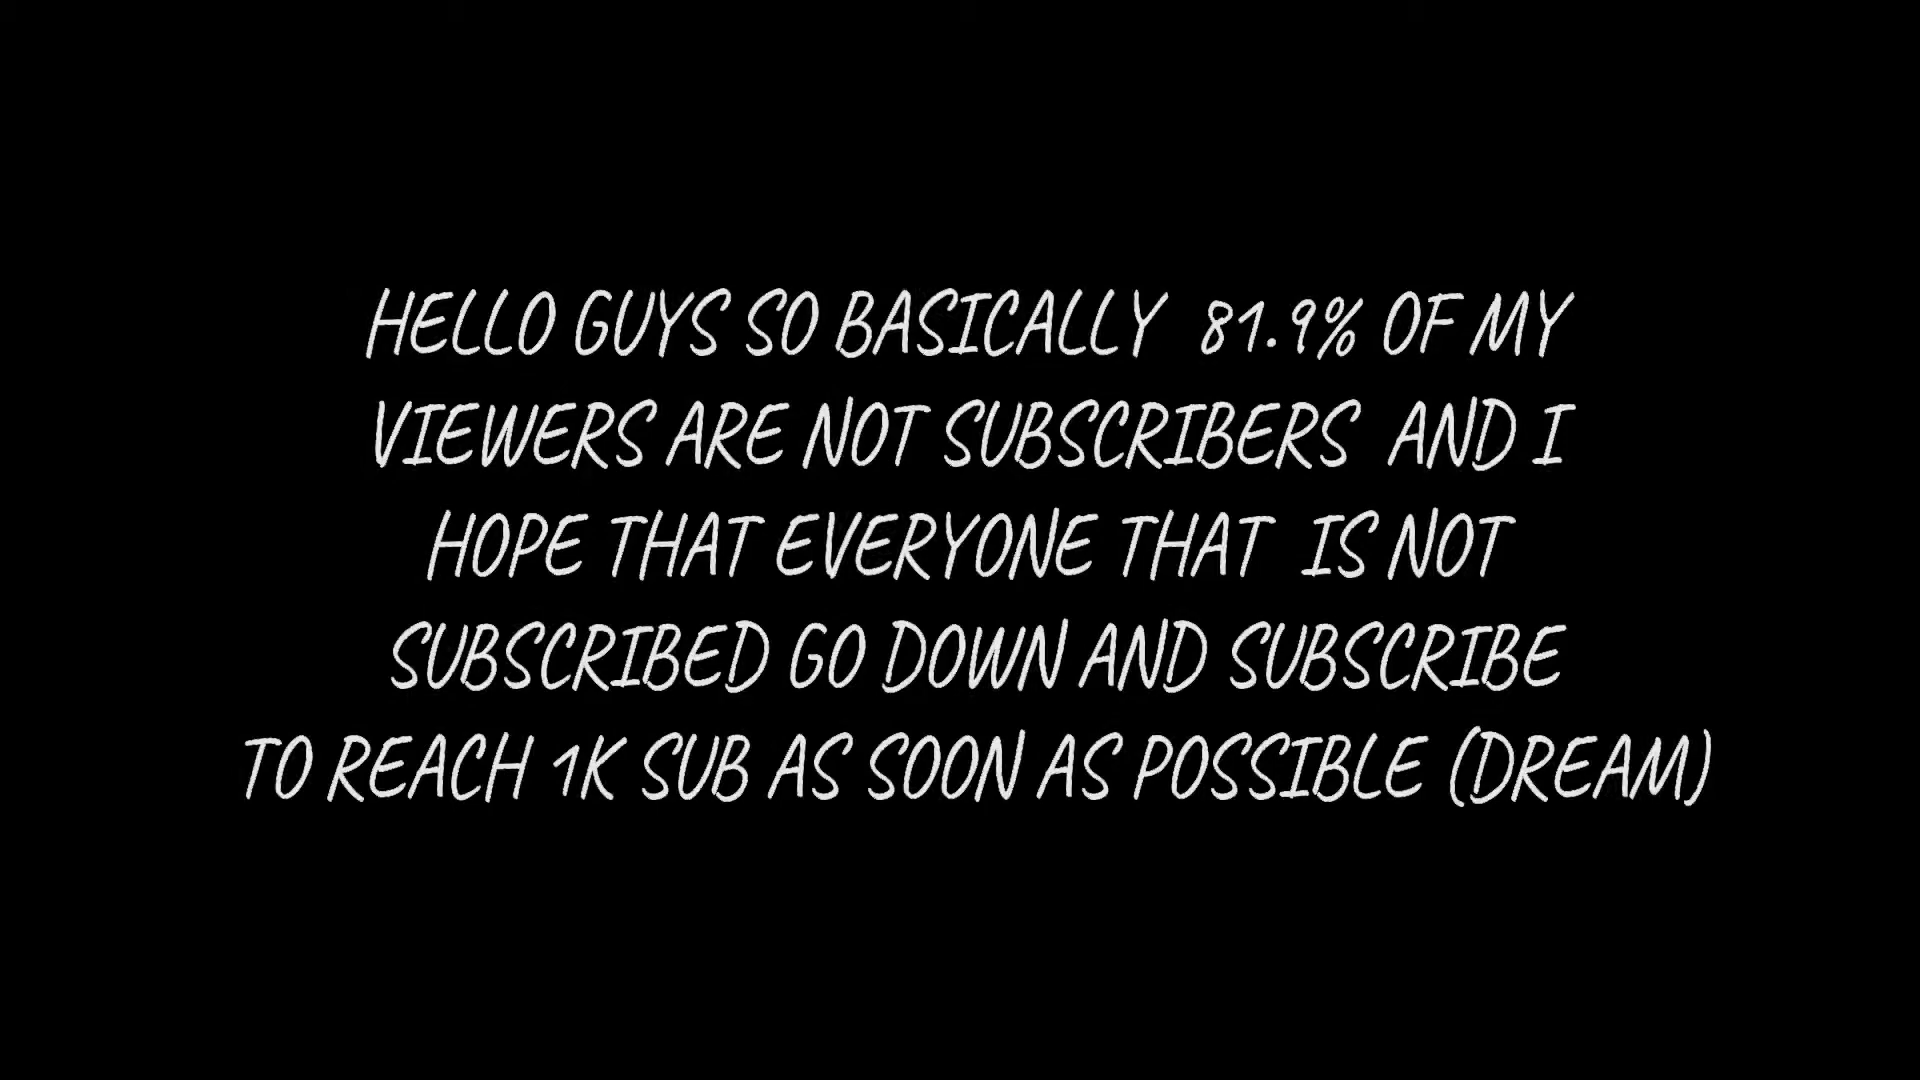 HELLO GUYS SO BASICALLY 81.9% OF MY
VIEWERS ARE NOT SUBSCRIBERS AND I
HOPE THAT EVERYONE THAT IS NOT
SUBSCRIBED GO DOWN AND SUBSCRIBE
TO REACH 1K SUB AS SOON AS POSSIBLE (DREAM)